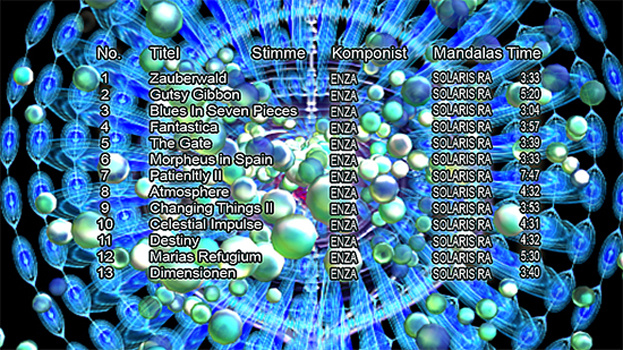 No. Titel Stimme Komponist Mandalas Time
1 Zauberwald ENZA SOLARIS RA 3:33
2 Gutsy Gibbon ENZA SOLARIS RA 5:20
3 Blues In Seven Pieces ENZA SOLARIS RA 3:04
4 Fantastica ENZA SOLARIS RA 3:57
5 The Gate ENZA SOLARIS RA 3:39
6 Morpheus in Spain ENZA SOLARIS RA 3:33
7 Patienltly II ENZA SOLARIS RA 7:47
8 Atmosphere ENZA SOLARIS RA 4:32
9 Changing Things II ENZA SOLARIS RA 3:53
10 Celestial Impulse ENZA SOLARIS RA 4:31
11 Destiny ENZA SOLARIS RA 4:32
12 Marias Refugium ENZA SOLARIS RA 5:30
13 Dimensionen ENZA SOLARIS RA 3:40